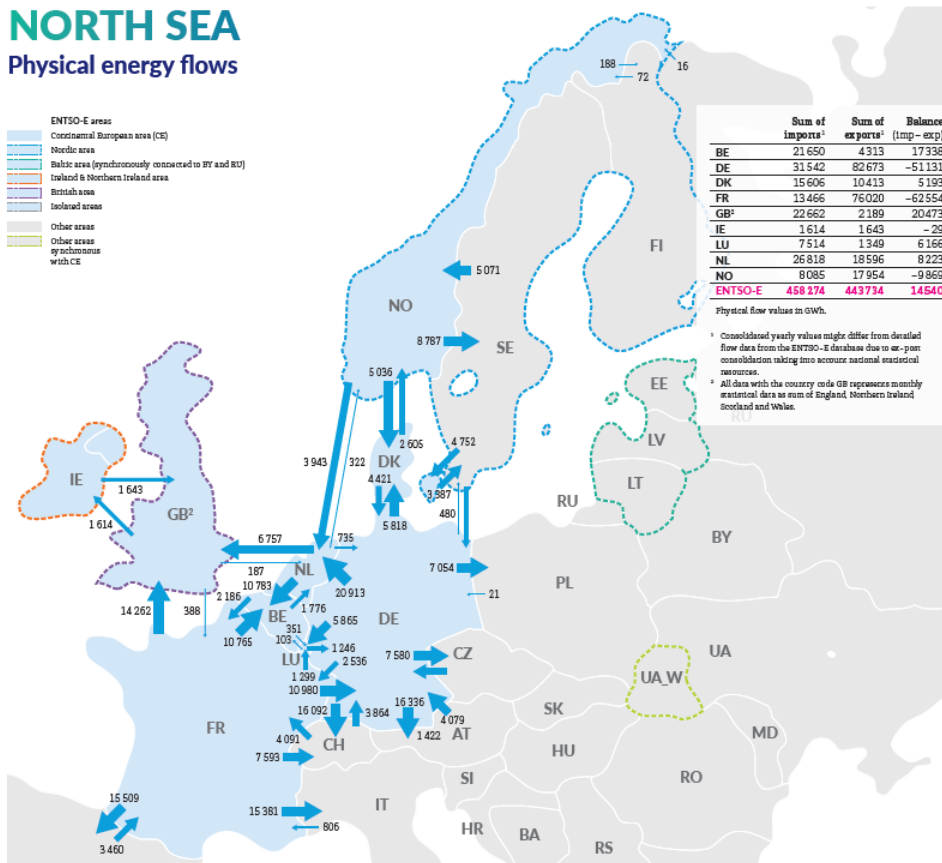 NORTH SEA
Physical energy flows
ENTSO-E areas
Continental European area (CE)
Nordic area
Baltic area (synchronously connected to BY and RU)
Ireland & Northern Ireland area
British area
Isolated areas
Other areas
Other areas
synchronous
with CE
Sum of Sum of Balance
imports¹ exports¹ (imp – exp)
BE 21 650 4 313 17 338
DE 31 542 82 673 –51 131
DK 15 606 10 413 5 193
FR 13 466 76 020 –62 554
GB² 22 662 2 189 20 473
IE 1 614 1 643 – 29
LU 7 514 1 349 6 166
NL 26 818 18 596 8 223
NO 8 085 17 954 –9 869
ENTSO-E 458 274 443 734 14 540
Physical flow values in GWh.
¹ Consolidated yearly values might differ from detailed
flow data from the ENTSO-E database due to ex-post
consolidation taking into account national statistical
resources.
² All data with the country code GB represents monthly
statistical data as sum of England, Northern Ireland,
Scotland and Wales.
188
72
16
FI
5 071
NO
8 787
SE
5 036
EE
RU
2 605
4 752
LV
3 943
322
DK
4 421
IE
1 643
3 387
LT
GB²
480
RU
1 614
5 818
6 757
735
BY
187
NL
7 054
10 783
PL
2 186
20 913
21
14 262
388
BE
1 776
5 865
DE
10 765
351
103
1 246
7 580
CZ
UA
LU
2 536
1 299
UA_W
10 980
16 336
16 092
3 864
4 079
SK
FR
4 091
CH
1 422
AT
MD
HU
7 593
SI
RO
15 509
15 381
IT
806
HR
BA
3 460
RS